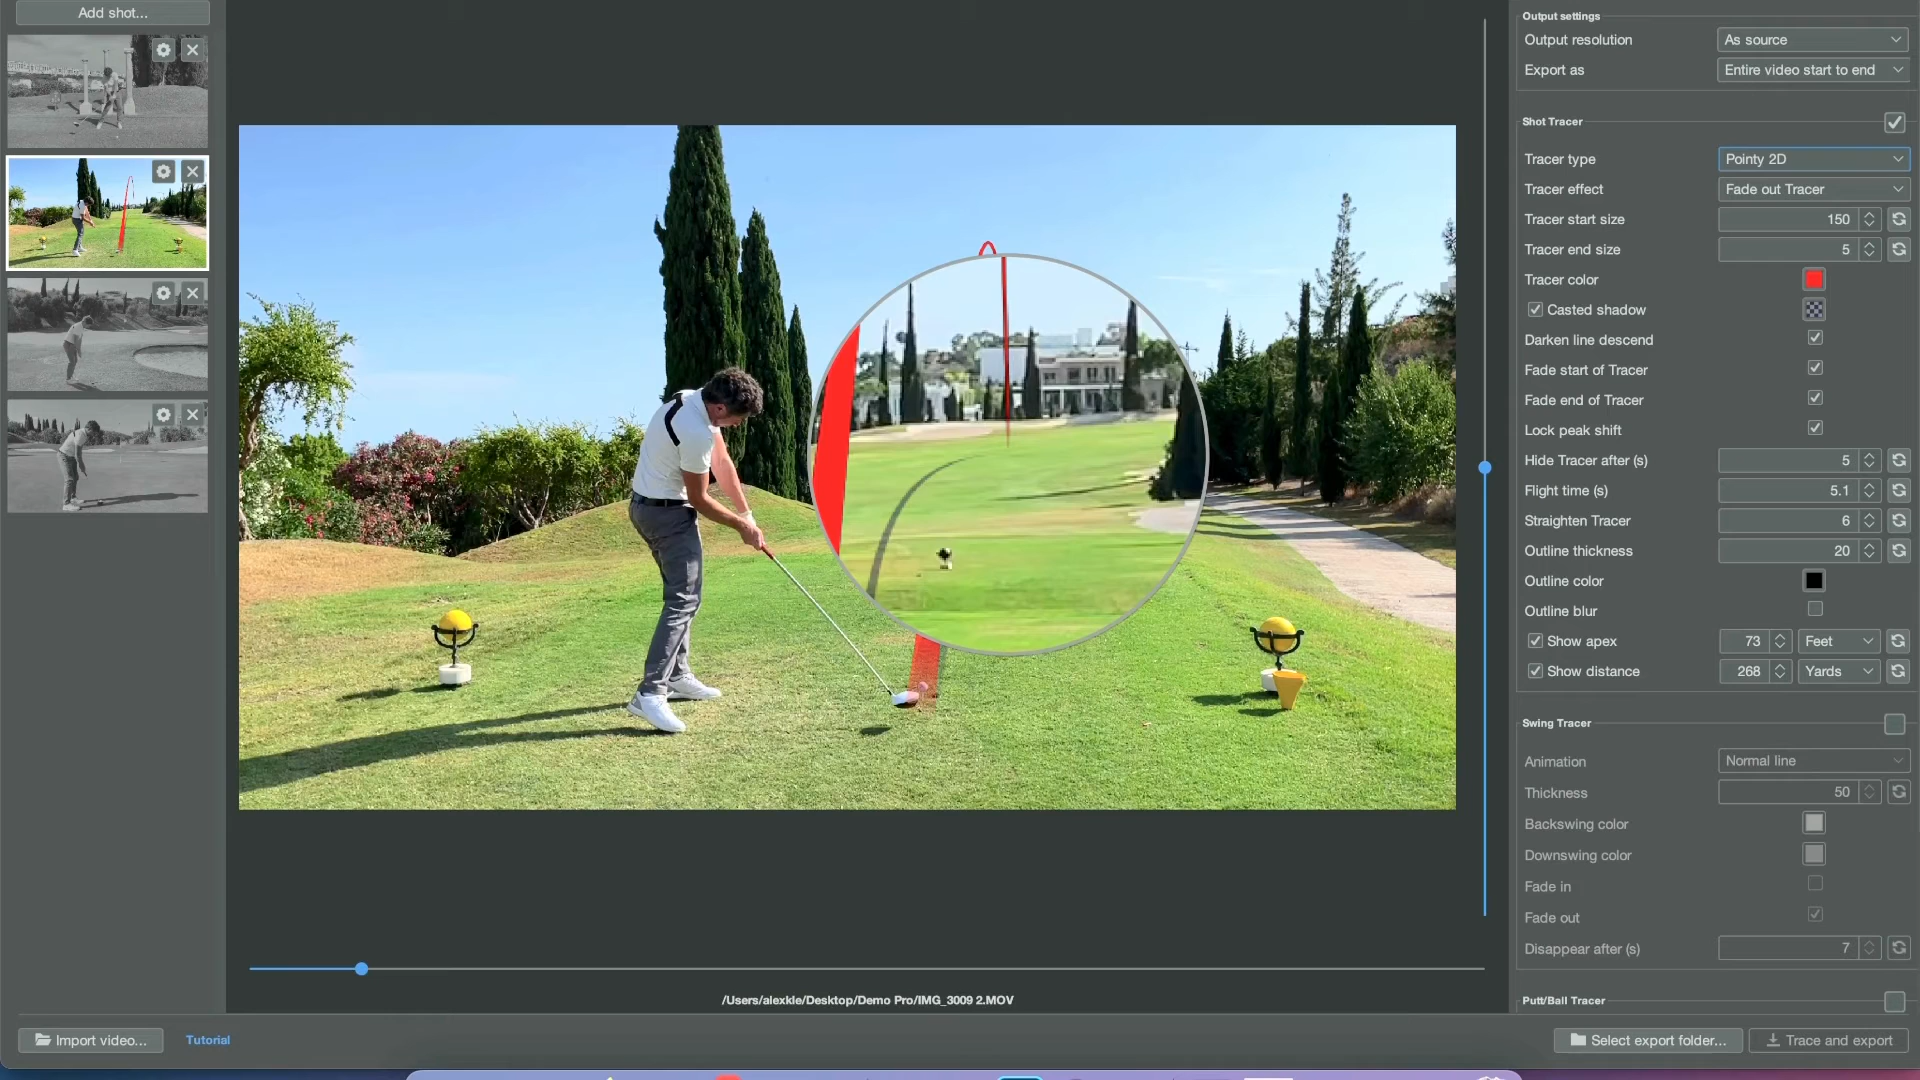 Add shot...
Output settings
Output resolution As source
Export as Entire video start to end
Shot Tracer
Tracer type Pointy 2D
Tracer effect Fade out Tracer
Tracer start size 150
Tracer end size 5
Tracer color
Casted shadow
Darken line descend
Fade start of Tracer
Fade end of Tracer
Lock peak shift
Hide Tracer after (s) 5
Flight time (s) 5.1
Straighten Tracer 6
Outline thickness 20
Outline color
Outline blur
Show apex 73 Feet
Show distance 268 Yards
Swing Tracer
Animation Normal line
Thickness 50
Backswing color
Downswing color
Fade in
Fade out
Disappear after (s) 7
Putt/Ball Tracer
/Users/alexkle/Desktop/Demo Pro/IMG_3009 2.MOV
Import video... Tutorial Select export folder... Trace and export